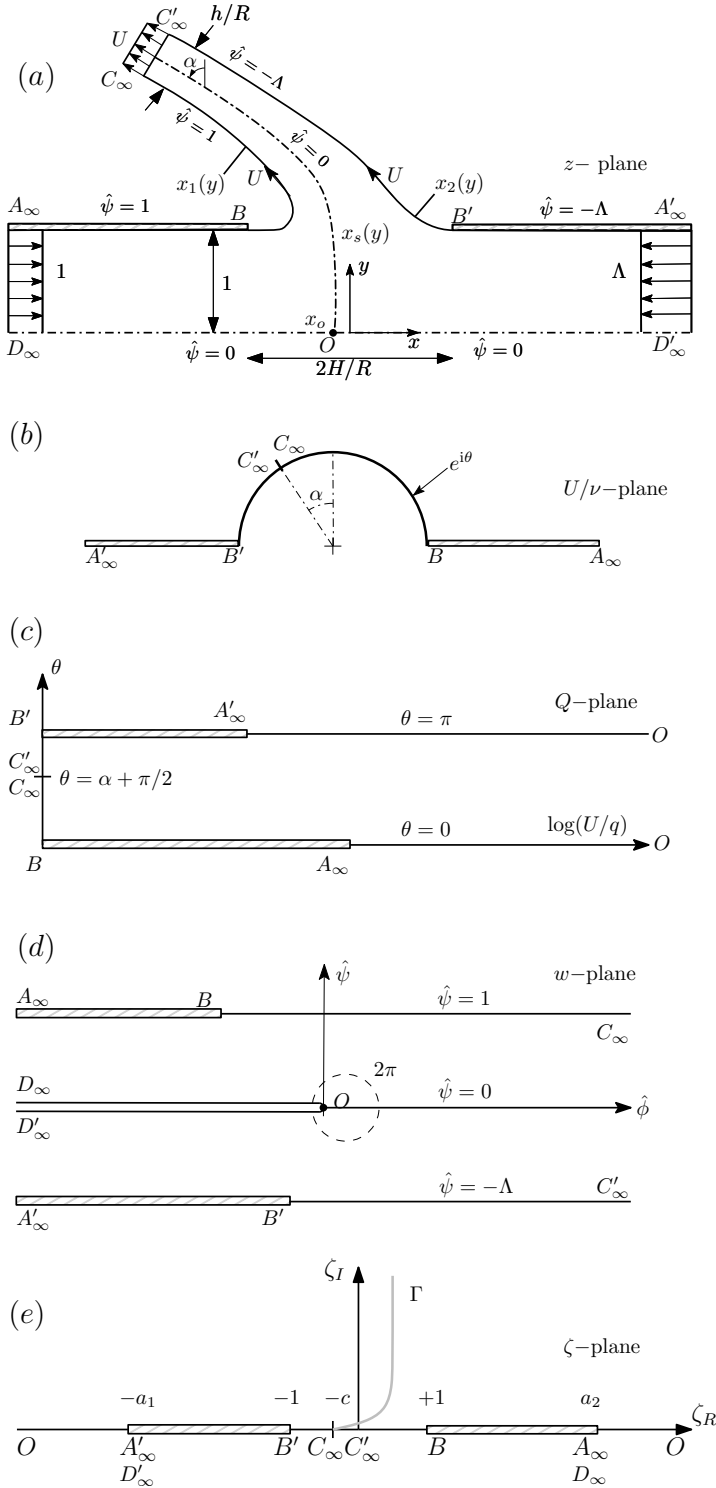 (a)
U
C'∞
h/R
C∞
α
ψ̂=−Λ
ψ̂=1
ψ̂=0
z− plane
x₁(y)
U
U
x₂(y)
A∞
ψ̂ = 1
B
B'
ψ̂ = −Λ
A'∞
x_s(y)
1
1
y
Λ
x_o
x
D∞
ψ̂=0
O
ψ̂=0
D'∞
2H/R
(b)
C'∞
C∞
e^{iθ}
α
U/ν−plane
A'∞
B'
B
A∞
(c)
θ
B'
A'∞
θ = π
Q−plane
O
C'∞
C∞
θ = α + π/2
θ = 0
log(U/q)
O
B
A∞
(d)
A∞
B
ψ̂
ψ̂ = 1
w−plane
C∞
D∞
2π
O
ψ̂ = 0
φ̂
D'∞
ψ̂ = −Λ
C'∞
A'∞
B'
(e)
ζ_I
Γ
ζ−plane
−a₁
−1
−c
+1
a₂
ζ_R
O
A'∞
B'
C∞
C'∞
B
A∞
O
D'∞
D∞